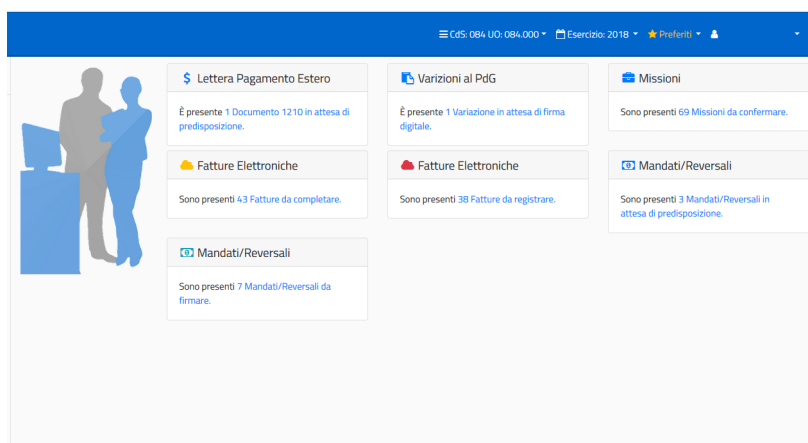 CdS: 084 UO: 084.000 Esercizio: 2018 Preferiti
Lettera Pagamento Estero
È presente 1 Documento 1210 in attesa di
predisposizione.
Varizioni al PdG
È presente 1 Variazione in attesa di firma
digitale.
Missioni
Sono presenti 69 Missioni da confermare.
Fatture Elettroniche
Sono presenti 43 Fatture da completare.
Fatture Elettroniche
Sono presenti 38 Fatture da registrare.
Mandati/Reversali
Sono presenti 3 Mandati/Reversali in
attesa di predisposizione.
Mandati/Reversali
Sono presenti 7 Mandati/Reversali da
firmare.